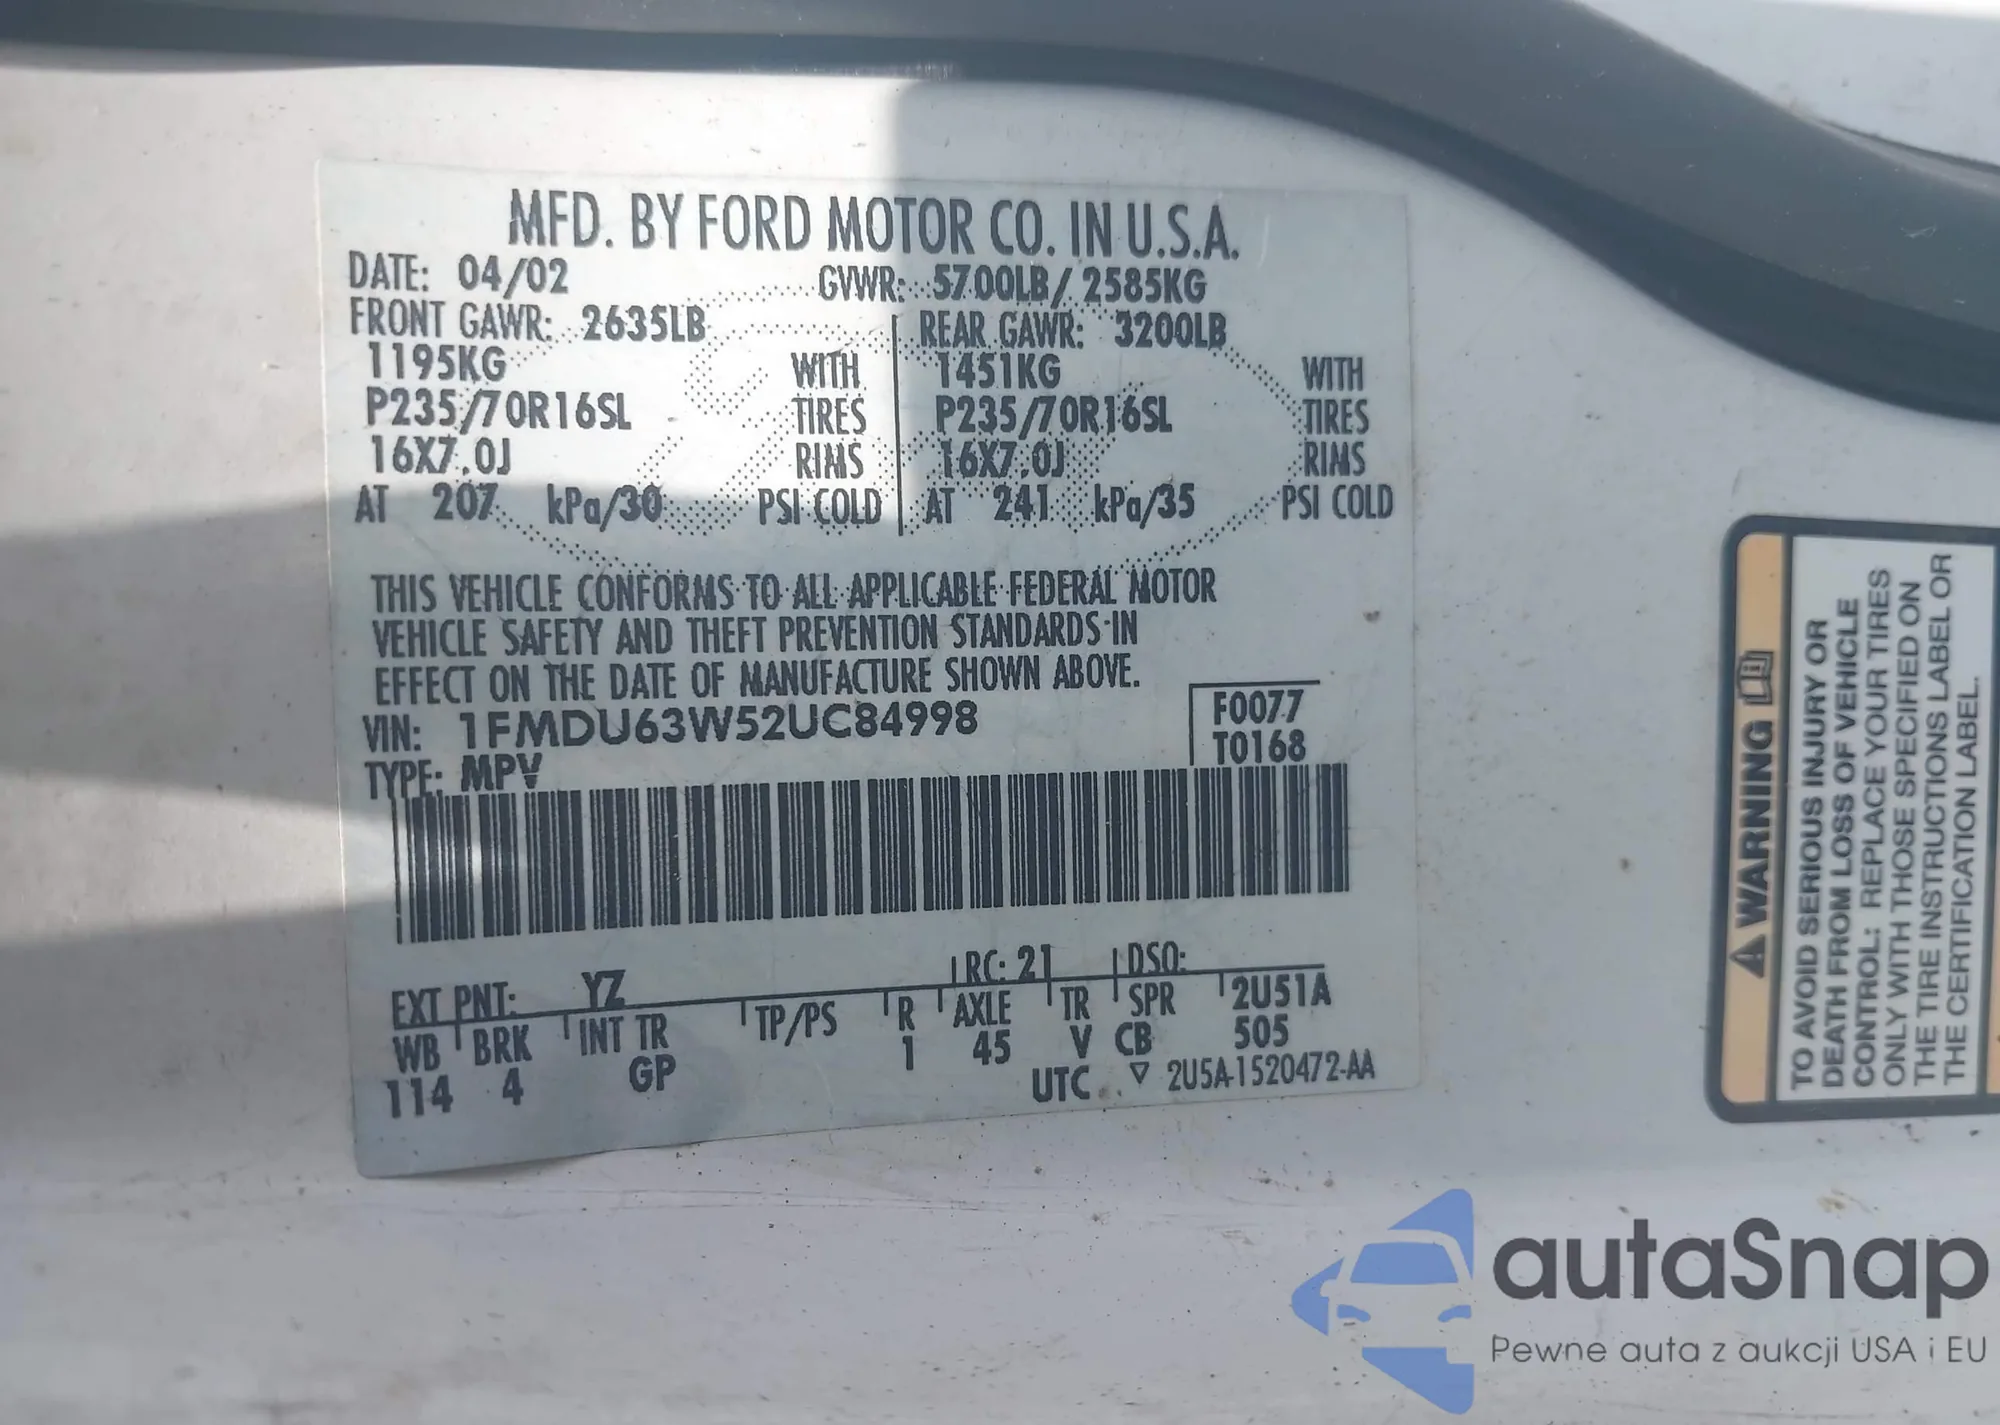 MFD. BY FORD MOTOR CO. IN U.S.A.
DATE: 04/02 GVWR: 5700LB/ 2585KG
FRONT GAWR: 2635LB REAR GAWR: 3200LB
1195KG WITH 1451KG WITH
P235/70R16SL TIRES P235/70R16SL TIRES
16X7.0J RIMS 16X7.0J RIMS
AT 207 kPa/30 PSI COLD AT 241 kPa/35 PSI COLD
THIS VEHICLE CONFORMS TO ALL APPLICABLE FEDERAL MOTOR
VEHICLE SAFETY AND THEFT PREVENTION STANDARDS IN
EFFECT ON THE DATE OF MANUFACTURE SHOWN ABOVE.
VIN: 1FMDU63W52UC84998 F0077
TYPE: MPV T0168
EXT PNT: YZ RC: 21 DSO:
WB BRK INT TR TP/PS R AXLE TR SPR 2U51A
114 4 GP 1 45 V CB 505
UTC ▽ 2U5A-1520472-AA
⚠ WARNING
TO AVOID SERIOUS INJURY OR
DEATH FROM LOSS OF VEHICLE
CONTROL: REPLACE YOUR TIRES
ONLY WITH THOSE SPECIFIED ON
THE TIRE INSTRUCTIONS LABEL OR
THE CERTIFICATION LABEL.
autaSnap
Pewne auta z aukcji USA i EU